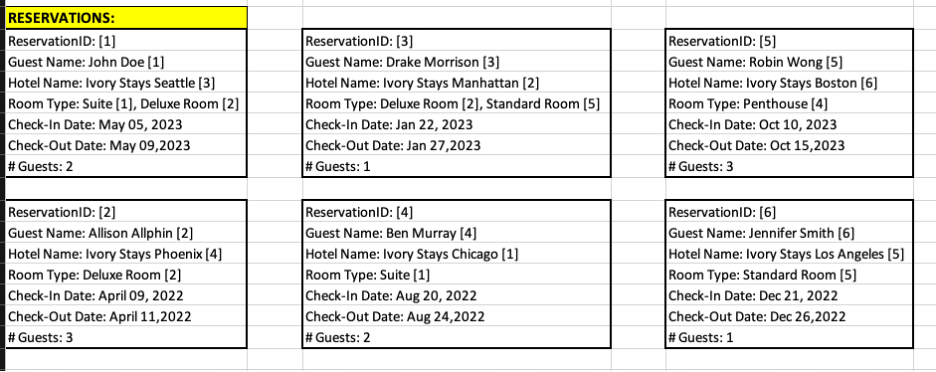 RESERVATIONS:
ReservationID: [1]
Guest Name: John Doe [1]
Hotel Name: Ivory Stays Seattle [3]
Room Type: Suite [1], Deluxe Room [2]
Check-In Date: May 05, 2023
Check-Out Date: May 09,2023
# Guests: 2
ReservationID: [3]
Guest Name: Drake Morrison [3]
Hotel Name: Ivory Stays Manhattan [2]
Room Type: Deluxe Room [2], Standard Room [5]
Check-In Date: Jan 22, 2023
Check-Out Date: Jan 27,2023
# Guests: 1
ReservationID: [5]
Guest Name: Robin Wong [5]
Hotel Name: Ivory Stays Boston [6]
Room Type: Penthouse [4]
Check-In Date: Oct 10, 2023
Check-Out Date: Oct 15,2023
# Guests: 3
ReservationID: [2]
Guest Name: Allison Allphin [2]
Hotel Name: Ivory Stays Phoenix [4]
Room Type: Deluxe Room [2]
Check-In Date: April 09, 2022
Check-Out Date: April 11,2022
# Guests: 3
ReservationID: [4]
Guest Name: Ben Murray [4]
Hotel Name: Ivory Stays Chicago [1]
Room Type: Suite [1]
Check-In Date: Aug 20, 2022
Check-Out Date: Aug 24,2022
# Guests: 2
ReservationID: [6]
Guest Name: Jennifer Smith [6]
Hotel Name: Ivory Stays Los Angeles [5]
Room Type: Standard Room [5]
Check-In Date: Dec 21, 2022
Check-Out Date: Dec 26,2022
# Guests: 1